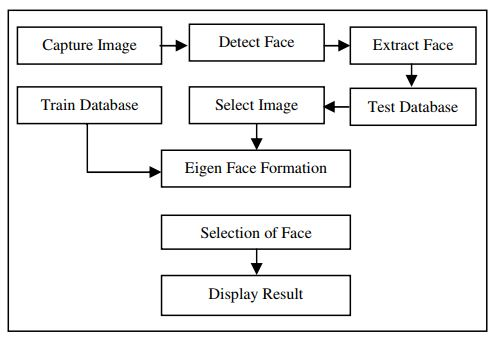 Capture Image
Detect Face
Extract Face
Train Database
Select Image
Test Database
Eigen Face Formation
Selection of Face
Display Result